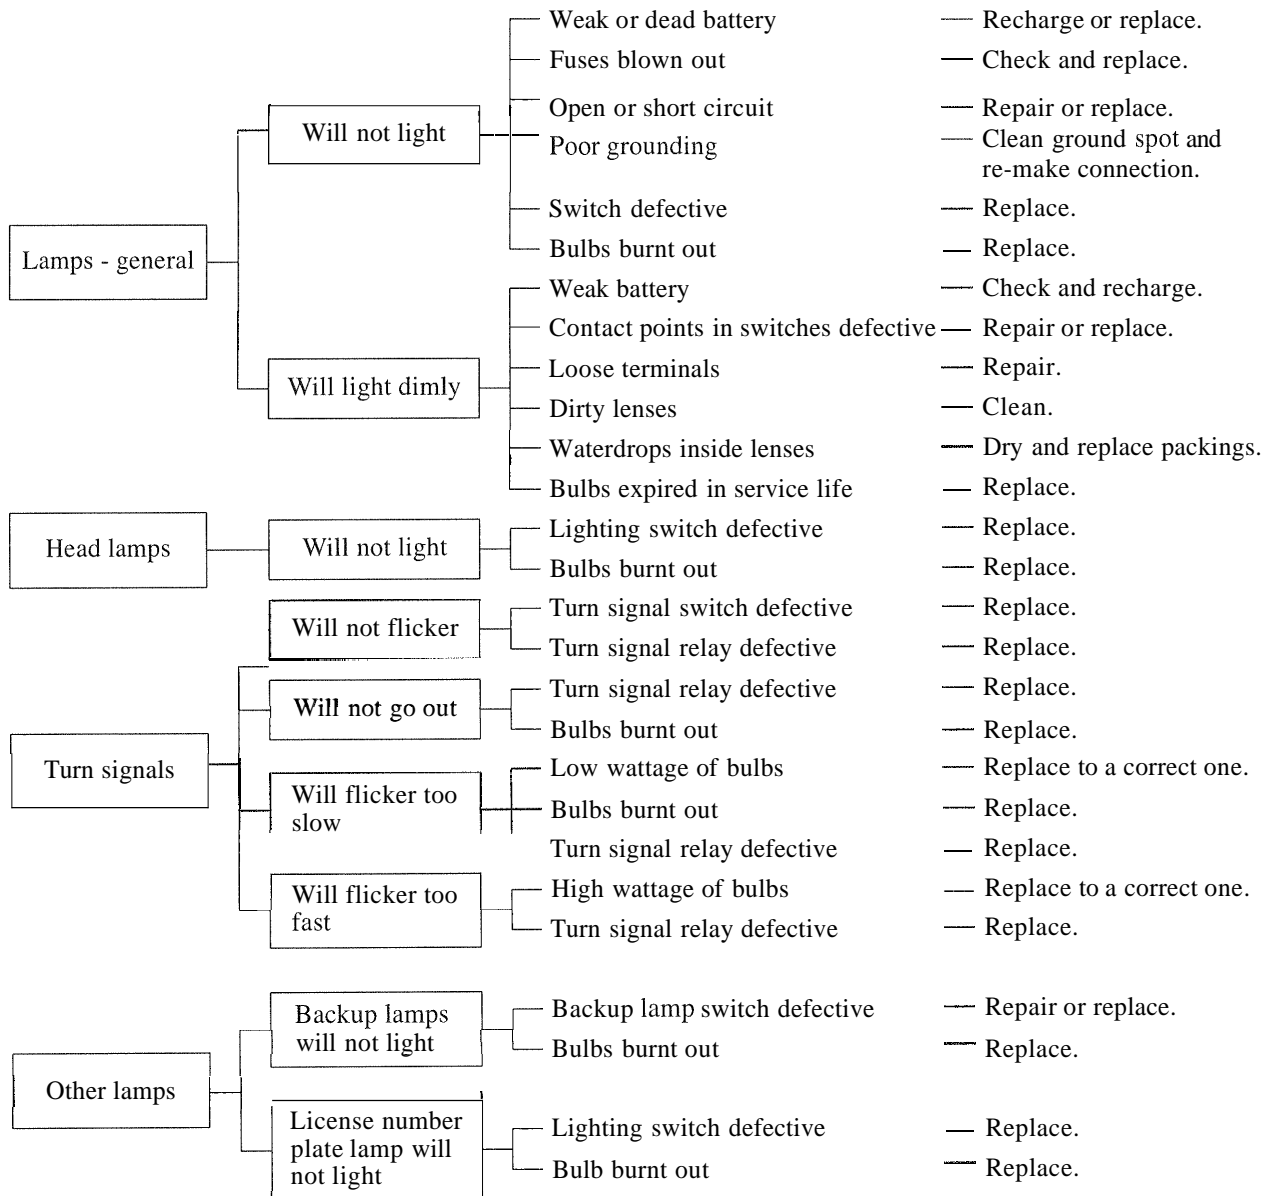 Lamps - general
Will not light
Weak or dead battery — Recharge or replace.
Fuses blown out — Check and replace.
Open or short circuit — Repair or replace.
Poor grounding — Clean ground spot and
re-make connection.
Switch defective — Replace.
Bulbs burnt out — Replace.
Will light dimly
Weak battery — Check and recharge.
Contact points in switches defective — Repair or replace.
Loose terminals — Repair.
Dirty lenses — Clean.
Waterdrops inside lenses — Dry and replace packings.
Bulbs expired in service life — Replace.
Head lamps
Will not light
Lighting switch defective — Replace.
Bulbs burnt out — Replace.
Turn signals
Will not flicker
Turn signal switch defective — Replace.
Turn signal relay defective — Replace.
Will not go out
Turn signal relay defective — Replace.
Bulbs burnt out — Replace.
Will flicker too
slow
Low wattage of bulbs — Replace to a correct one.
Bulbs burnt out — Replace.
Turn signal relay defective — Replace.
Will flicker too
fast
High wattage of bulbs — Replace to a correct one.
Turn signal relay defective — Replace.
Other lamps
Backup lamps
will not light
Backup lamp switch defective — Repair or replace.
Bulbs burnt out — Replace.
License number
plate lamp will
not light
Lighting switch defective — Replace.
Bulb burnt out — Replace.